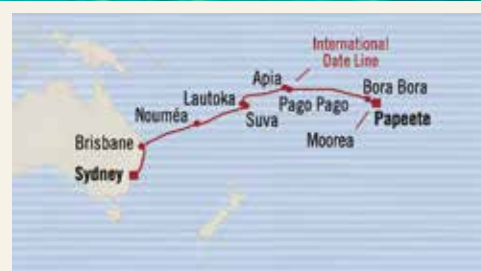 International
Date Line
Apia
Bora Bora
Lautoka
Pago Pago
Nouméa
Suva
Papeete
Moorea
Brisbane
Sydney